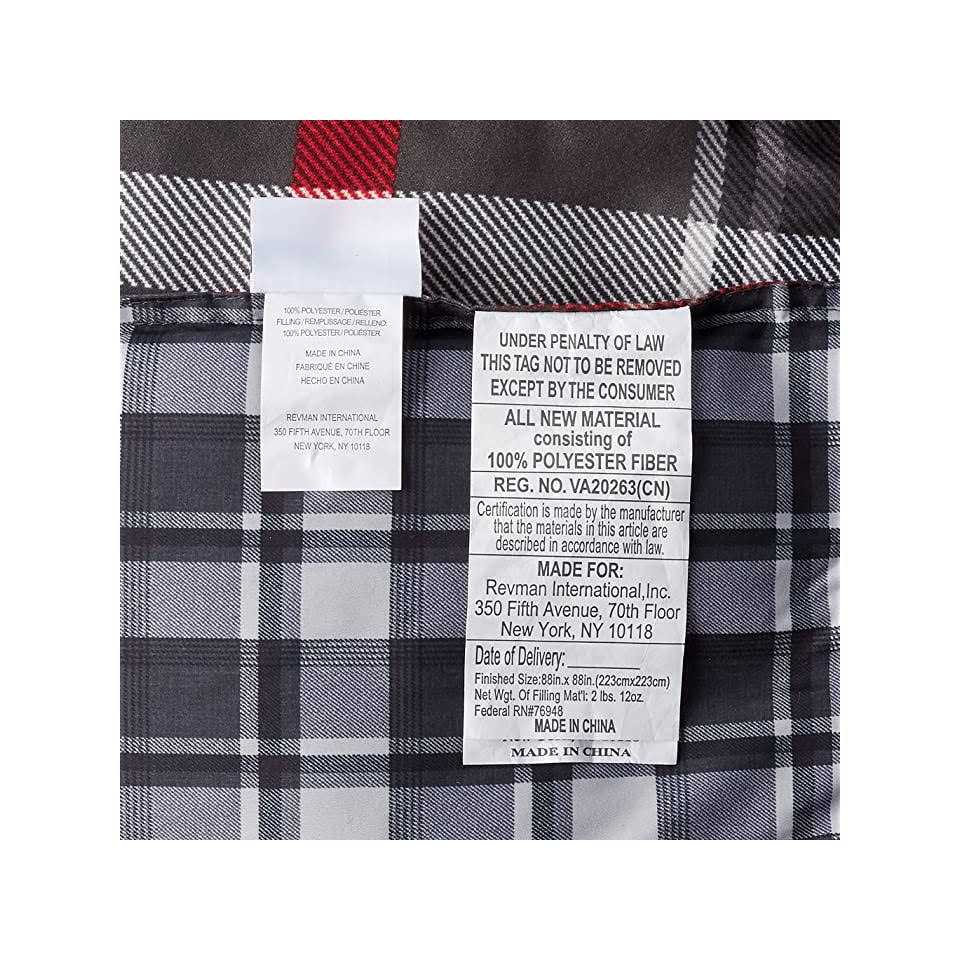 100% POLYESTER / POLIÉSTER
FILLING / REMPLISSAGE / RELLENO:
100% POLYESTER / POLIÉSTER
MADE IN CHINA
FABRIQUÉ EN CHINE
HECHO EN CHINA
REVMAN INTERNATIONAL
350 FIFTH AVENUE, 70TH FLOOR
NEW YORK, NY 10118
UNDER PENALTY OF LAW
THIS TAG NOT TO BE REMOVED
EXCEPT BY THE CONSUMER
ALL NEW MATERIAL
consisting of
100% POLYESTER FIBER
REG. NO. VA20263(CN)
Certification is made by the manufacturer
that the materials in this article are
described in accordance with law.
MADE FOR:
Revman International,Inc.
350 Fifth Avenue, 70th Floor
New York, NY 10118
Date of Delivery: ________
Finished Size:88in.x 88in.(223cmx223cm)
Net Wgt. Of Filling Mat'l: 2 lbs. 12oz.
Federal RN#76948
MADE IN CHINA
MADE IN CHINA